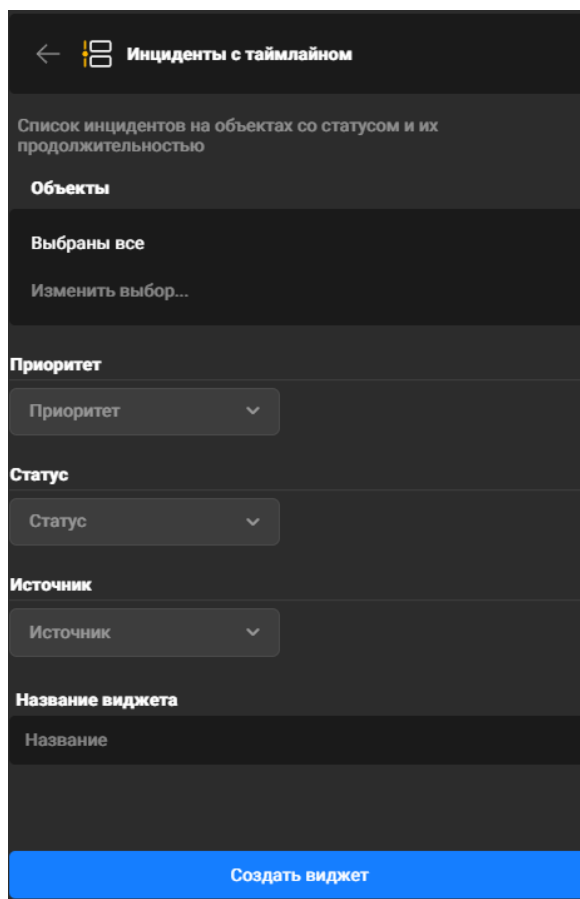 Инциденты с таймлайном
Список инцидентов на объектах со статусом и их
продолжительностью
Объекты
Выбраны все
Изменить выбор...
Приоритет
Приоритет
Статус
Статус
Источник
Источник
Название виджета
Название
Создать виджет